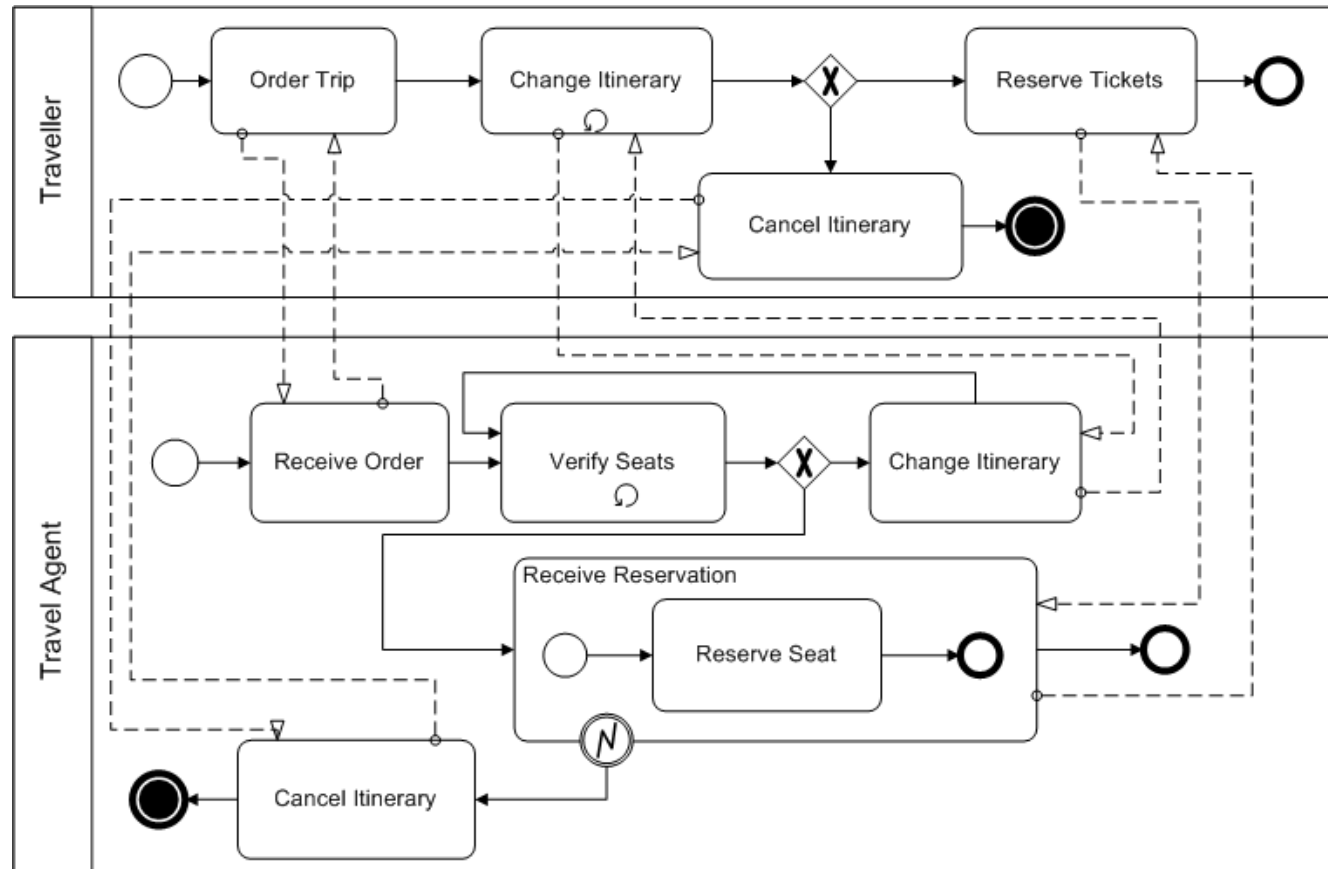 Traveller
Order Trip
Change Itinerary
Reserve Tickets
Cancel Itinerary
Travel Agent
Receive Order
Verify Seats
Change Itinerary
Receive Reservation
Reserve Seat
Cancel Itinerary